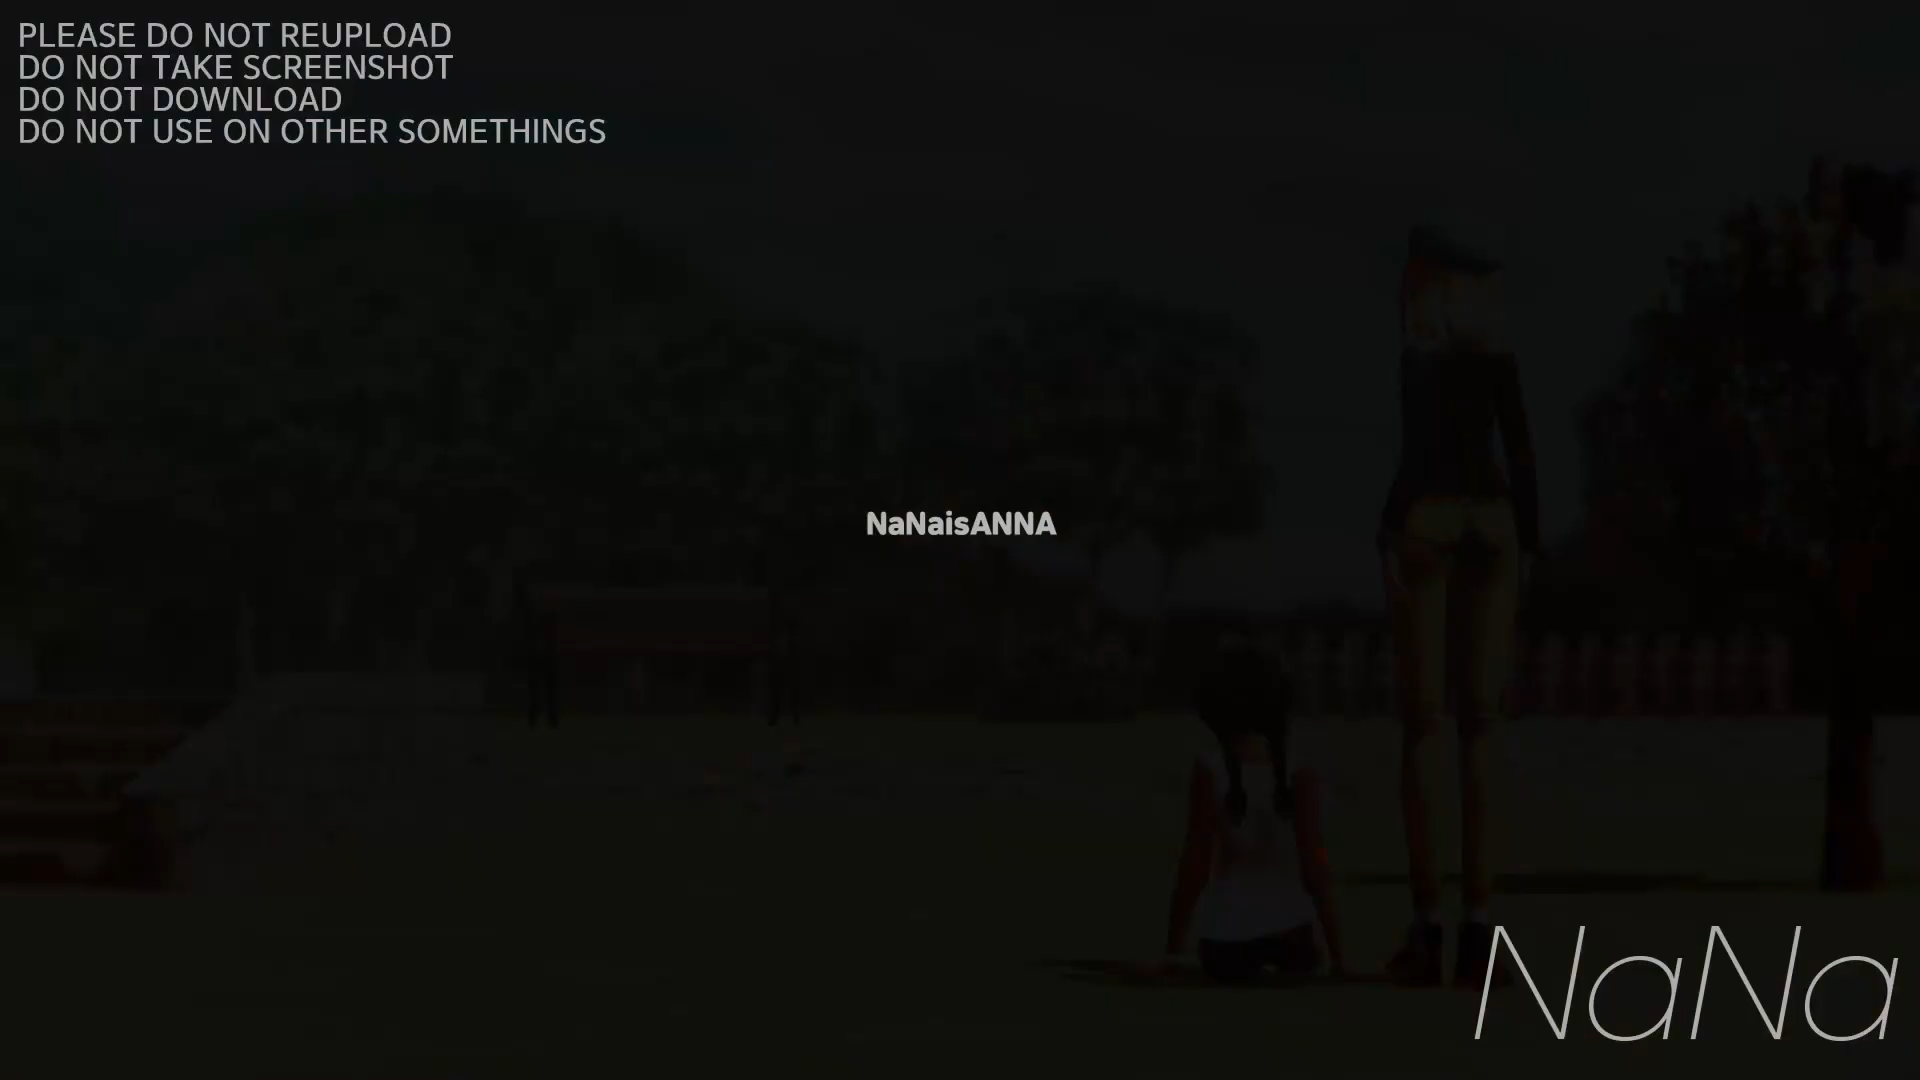 PLEASE DO NOT REUPLOAD
DO NOT TAKE SCREENSHOT
DO NOT DOWNLOAD
DO NOT USE ON OTHER SOMETHINGS
NaNaisANNA
NaNa